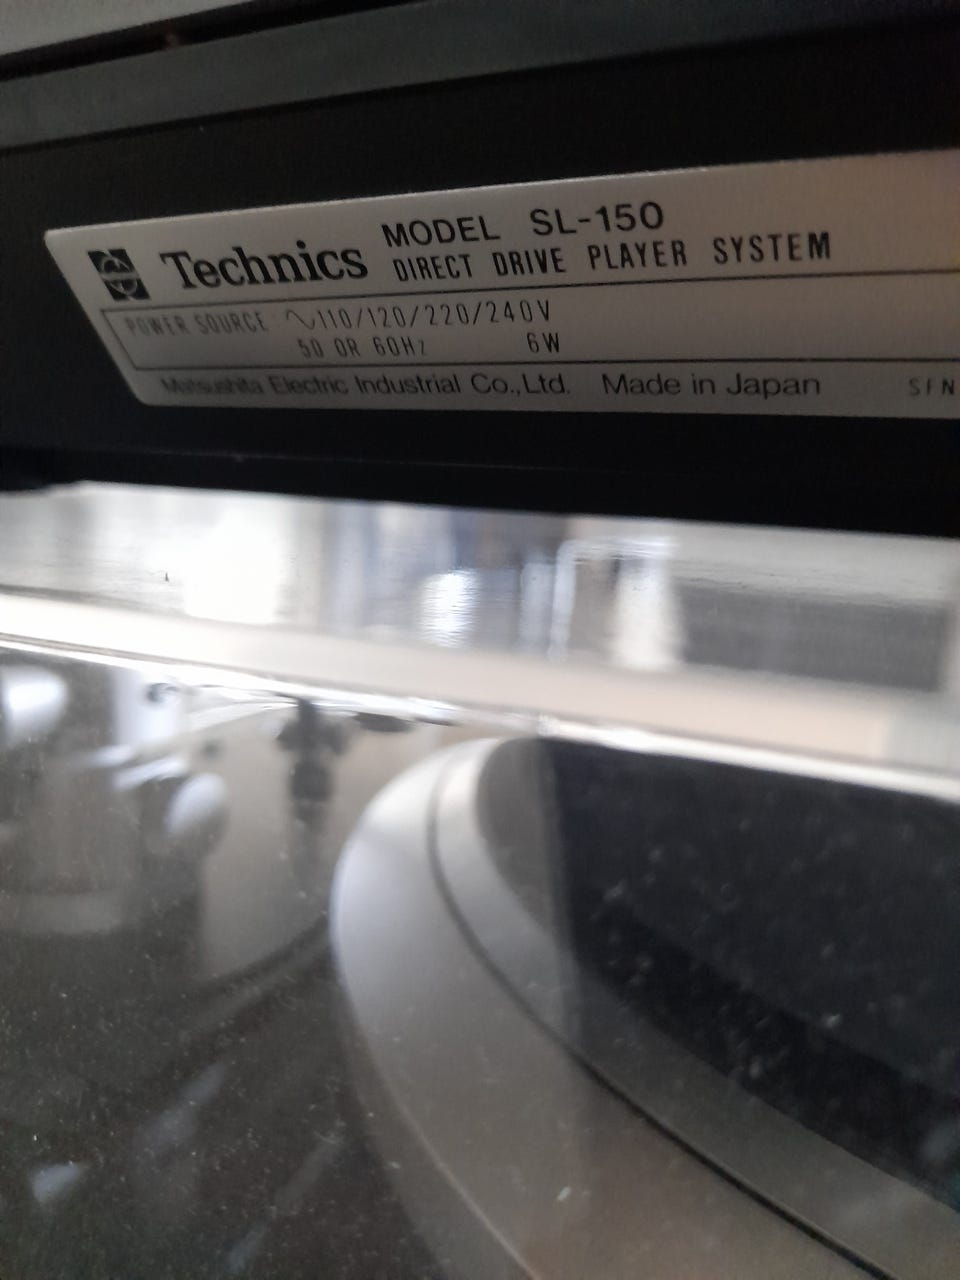 Technics MODEL SL-150
DIRECT DRIVE PLAYER SYSTEM
POWER SOURCE ∿110/120/220/240V
50 OR 60Hz 6W
Matsushita Electric Industrial Co.,Ltd. Made in Japan SFN